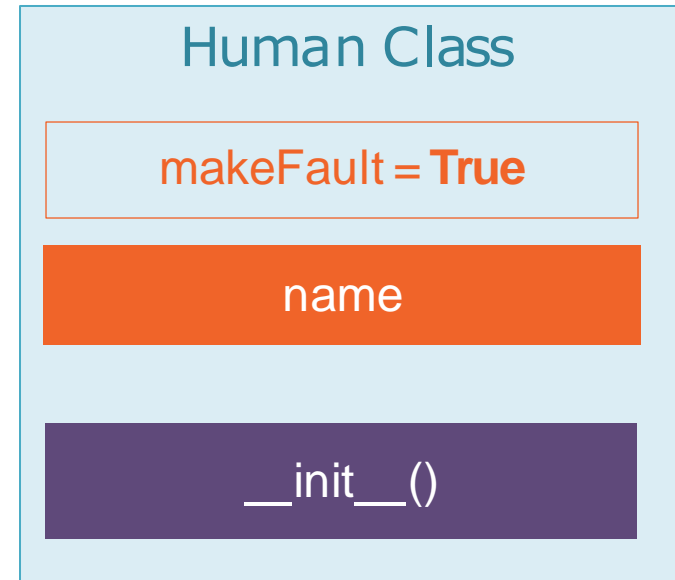 Human Class
makeFault = True
name
__init__()